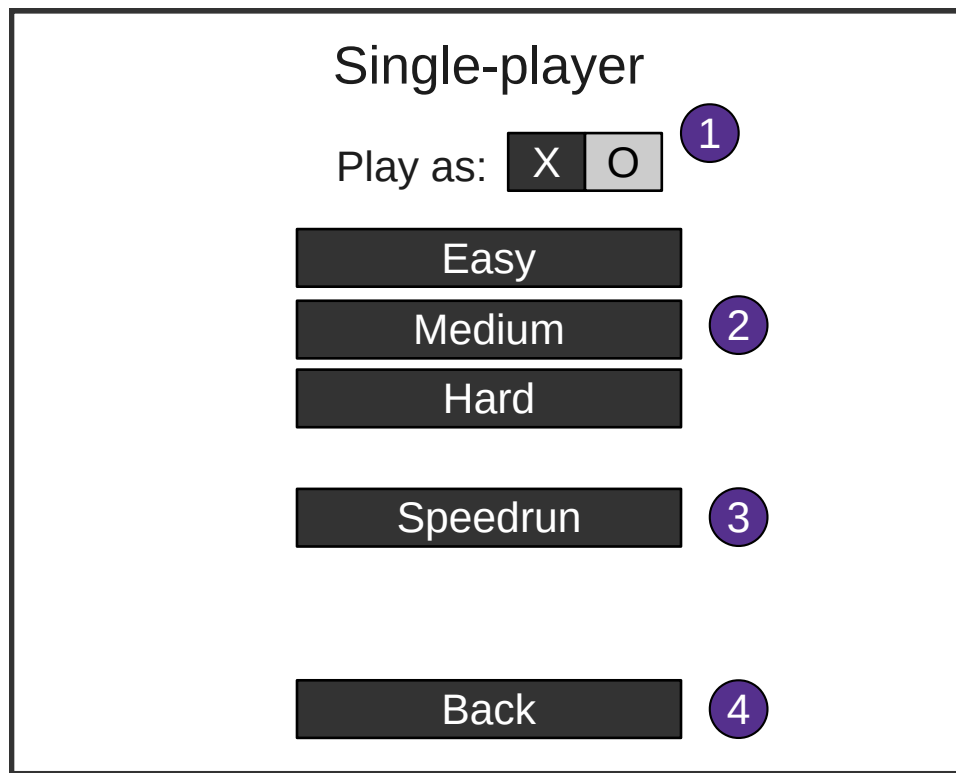 Single-player
1
Play as: X O
Easy
Medium 2
Hard
Speedrun 3
Back 4